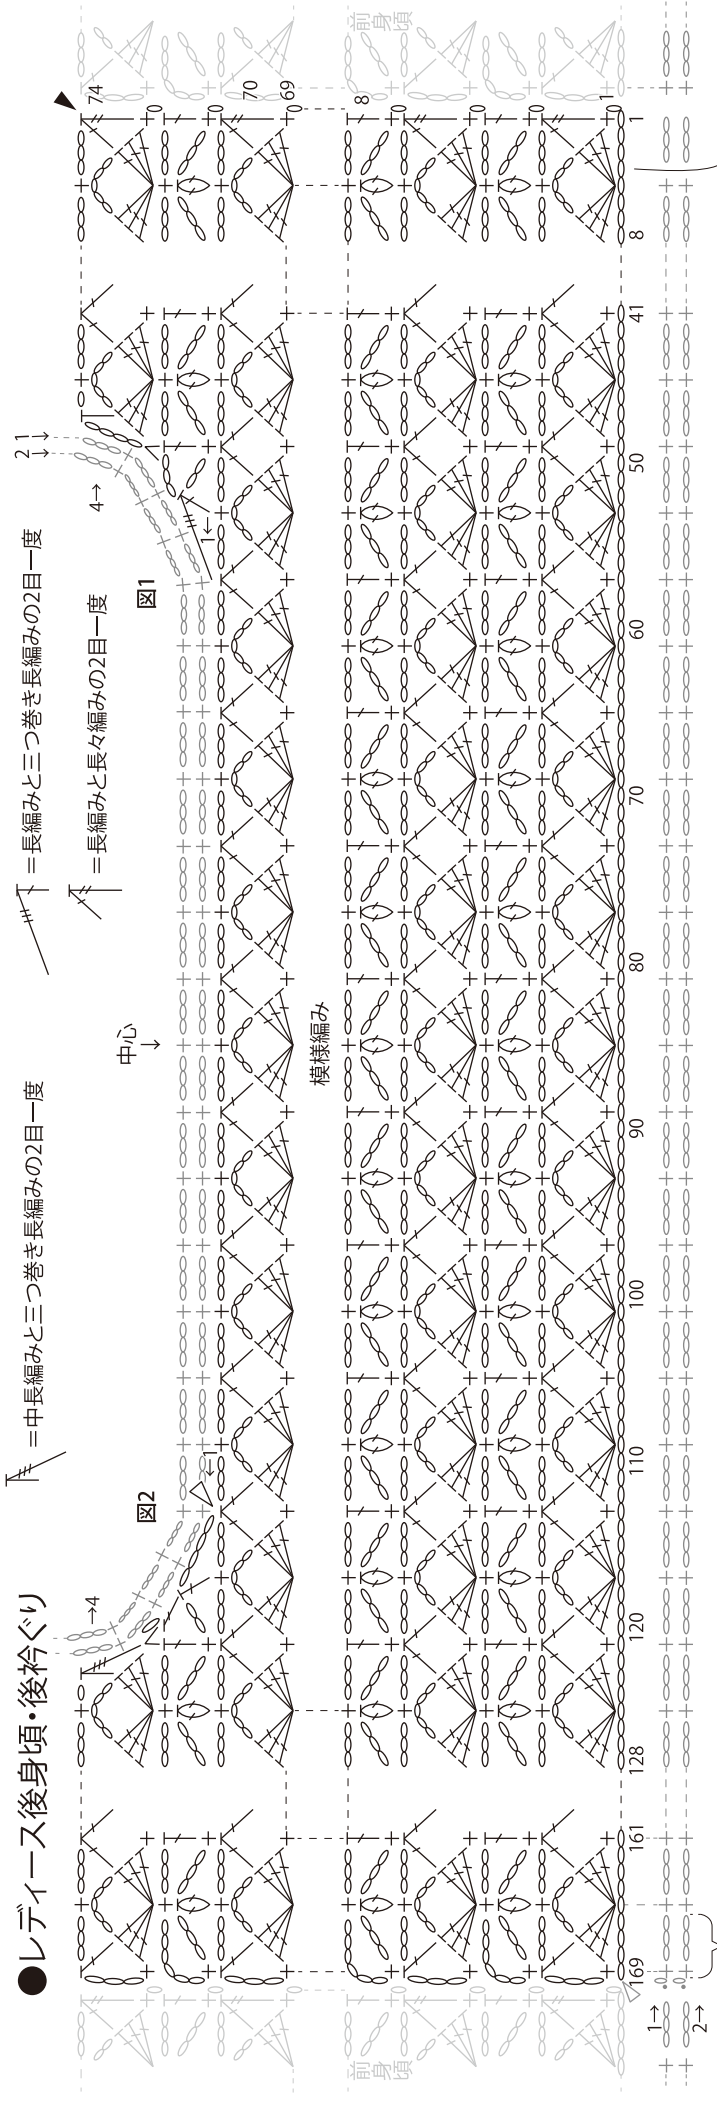 ●レディース後身頃・後衿ぐり
＝中長編みと三つ巻き長編みの2目一度
＝長編みと三つ巻き長編みの2目一度
＝長編みと長々編みの2目一度
図2
中心
↓
図1
→4
←1
4→
1←
2 1
↓ ↓
模様編み
前身頃
前身頃
74
70
69
8
1
169
161
128
120
110
100
90
80
70
60
50
41
8
1
1→
2→